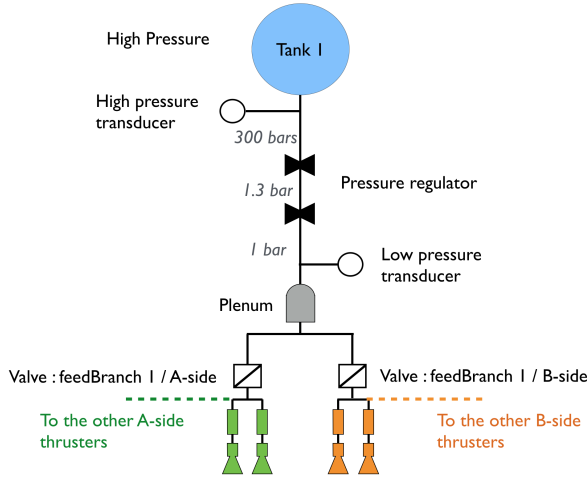 High Pressure
Tank 1
High pressure
transducer
300 bars
1.3 bar
Pressure regulator
1 bar
Low pressure
transducer
Plenum
Valve : feedBranch 1 / A-side
Valve : feedBranch 1 / B-side
To the other A-side
thrusters
To the other B-side
thrusters